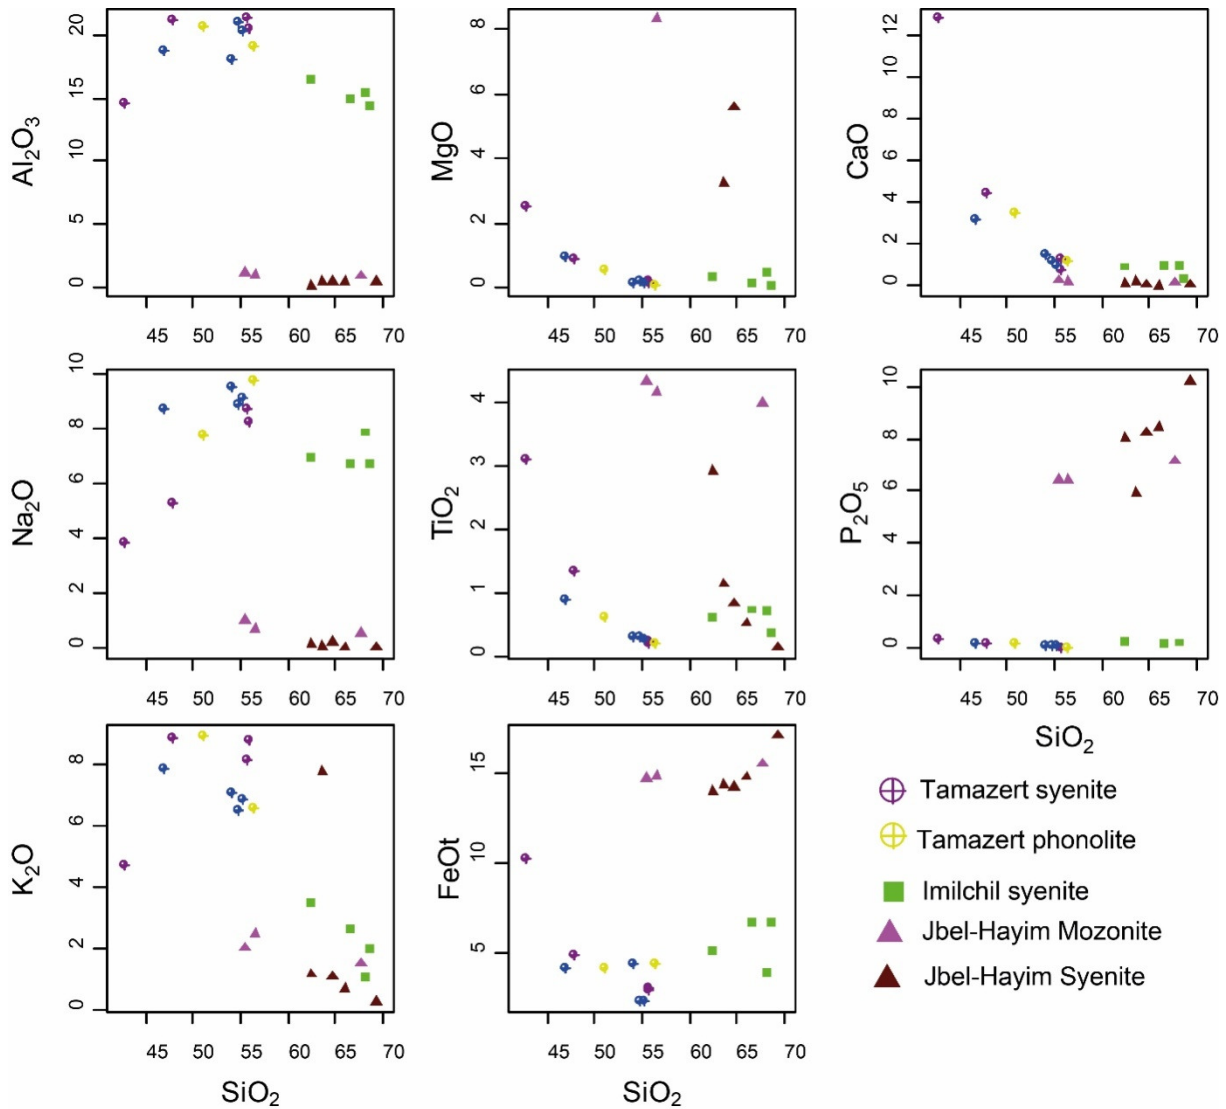 Al2O3
20
15
10
5
0
45 50 55 60 65 70
MgO
8
6
4
2
0
45 50 55 60 65 70
CaO
12
10
8
6
4
2
0
45 50 55 60 65 70
Na2O
10
8
6
4
2
0
45 50 55 60 65 70
TiO2
4
3
2
1
0
45 50 55 60 65 70
P2O5
10
8
6
4
2
0
45 50 55 60 65 70
SiO2
K2O
8
6
4
2
0
45 50 55 60 65 70
SiO2
FeOt
15
10
5
45 50 55 60 65 70
SiO2
Tamazert syenite
Tamazert phonolite
Imilchil syenite
Jbel-Hayim Mozonite
Jbel-Hayim Syenite